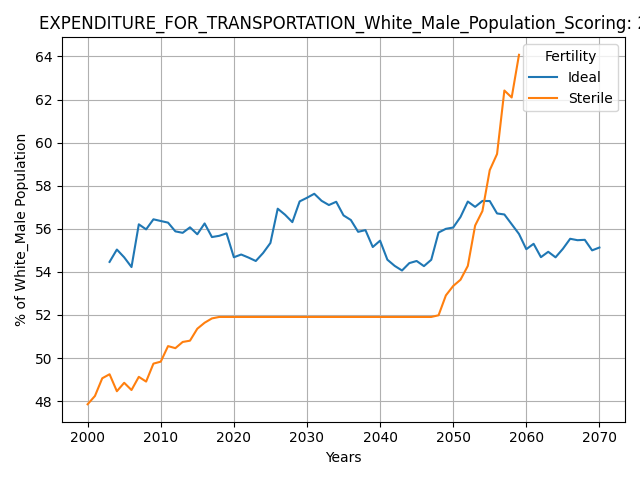 EXPENDITURE_FOR_TRANSPORTATION_White_Male_Population_Scoring:
Fertility
Ideal
Sterile
64
62
60
58
56
54
52
50
48
% of White_Male Population
2000 2010 2020 2030 2040 2050 2060 2070
Years